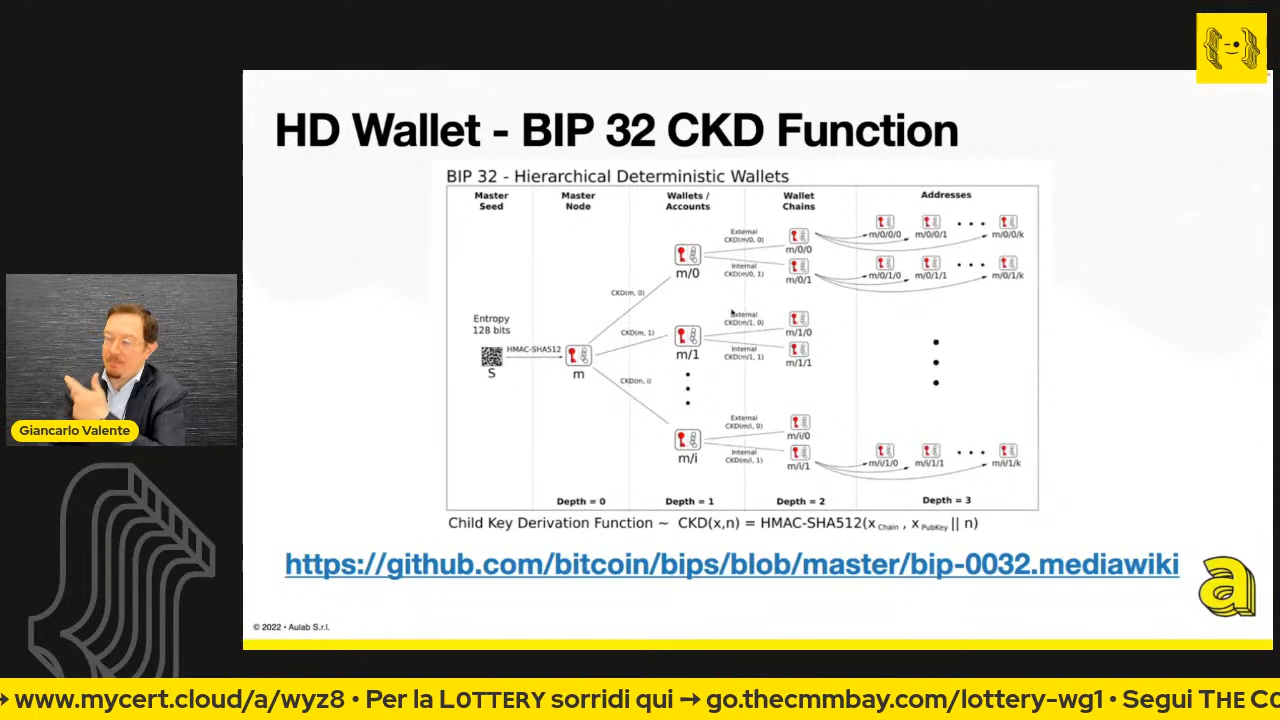 HD Wallet - BIP 32 CKD Function
BIP 32 - Hierarchical Deterministic Wallets
Master Seed
Master Node
Wallets / Accounts
Wallet Chains
Addresses
Entropy
128 bits
S
HMAC-SHA512
m
CKD(m, 0)
CKD(m, 1)
CKD(m, i)
m/0
m/1
m/i
External
CKD(m/0, 0)
Internal
CKD(m/0, 1)
External
CKD(m/1, 0)
Internal
CKD(m/1, 1)
External
CKD(m/i, 0)
Internal
CKD(m/i, 1)
m/0/0
m/0/1
m/1/0
m/1/1
m/i/0
m/i/1
m/0/0/0 m/0/0/1 • • • m/0/0/k
m/0/1/0 m/0/1/1 • • • m/0/1/k
m/i/1/0 m/i/1/1 • • • m/i/1/k
Depth = 0 Depth = 1 Depth = 2 Depth = 3
Child Key Derivation Function ~ CKD(x,n) = HMAC-SHA512(x Chain , x PubKey || n)
https://github.com/bitcoin/bips/blob/master/bip-0032.mediawiki
a
© 2022 • Aulab S.r.l.
Giancarlo Valente
→ www.mycert.cloud/a/wyz8 • Per la L0TTERY sorridi qui → go.thecmmbay.com/lottery-wg1 • Segui THE C0